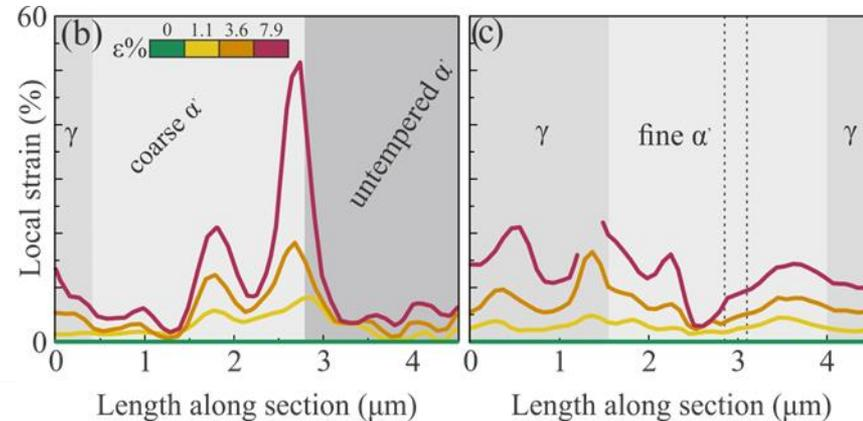 60
(b)
0 1.1 3.6 7.9
ε%
γ
coarse α'
untempered α'
Local strain (%)
0
0 1 2 3 4
Length along section (μm)
(c)
γ
fine α'
γ
0 1 2 3 4
Length along section (μm)